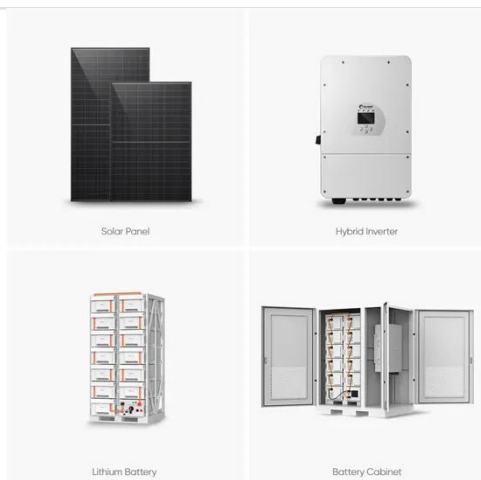 Solar Panel
Hybrid Inverter
Lithium Battery
Battery Cabinet